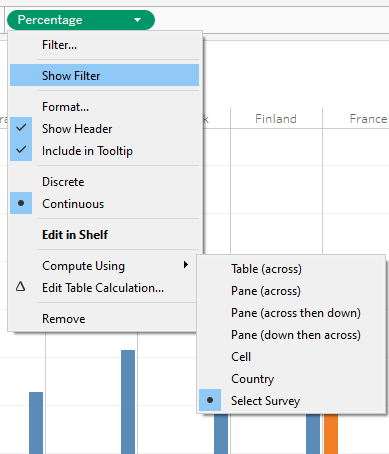 Percentage
Filter...
Show Filter
Format...
Show Header
Include in Tooltip
Discrete
Continuous
Edit in Shelf
Compute Using
Edit Table Calculation...
Remove
Finland
France
Table (across)
Pane (across)
Pane (across then down)
Pane (down then across)
Cell
Country
Select Survey